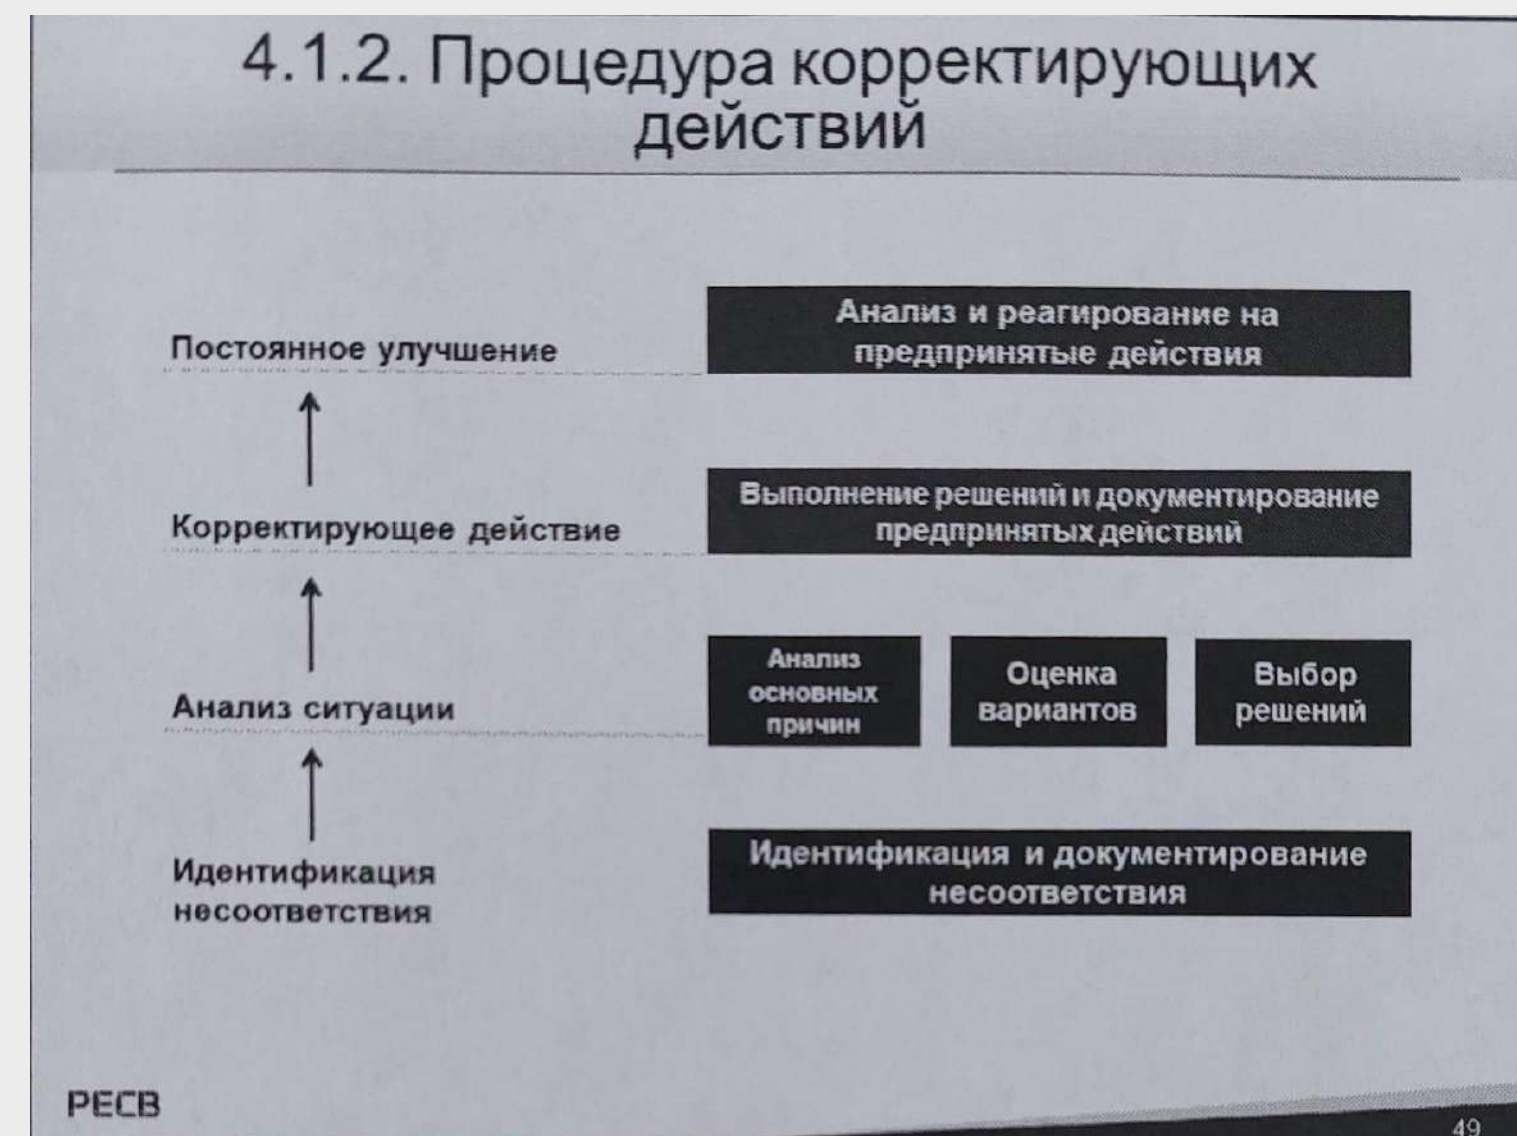 4.1.2. Процедура корректирующих
действий
Постоянное улучшение
Анализ и реагирование на
предпринятые действия
Корректирующее действие
Выполнение решений и документирование
предпринятых действий
Анализ ситуации
Анализ
основных
причин
Оценка
вариантов
Выбор
решений
Идентификация
несоответствия
Идентификация и документирование
несоответствия
PECB
49